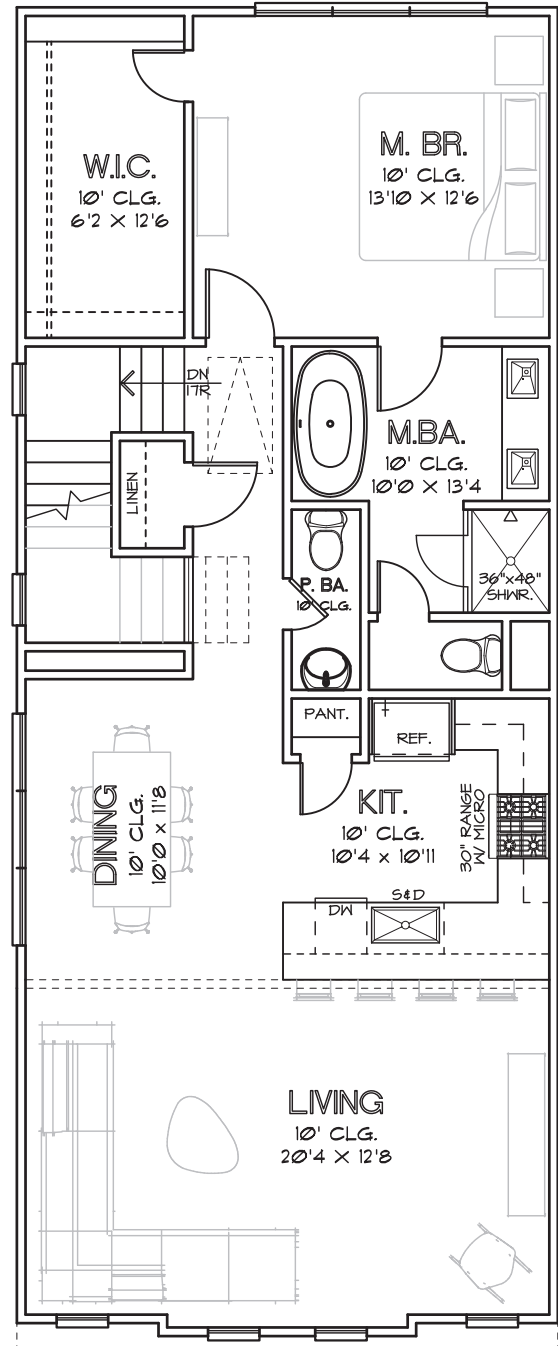 W.I.C.
10' CLG.
6'2 X 12'6
M. BR.
10' CLG.
13'10 X 12'6
DN
17R
LINEN
M.BA.
10' CLG.
10'0 X 13'4
P. BA.
10' CLG.
36"x48"
SHWR.
PANT.
REF.
DINING
10' CLG.
10'0 x 11'8
KIT.
10' CLG.
10'4 x 10'11
30" RANGE
W/ MICRO
DW
S&D
LIVING
10' CLG.
20'4 X 12'8